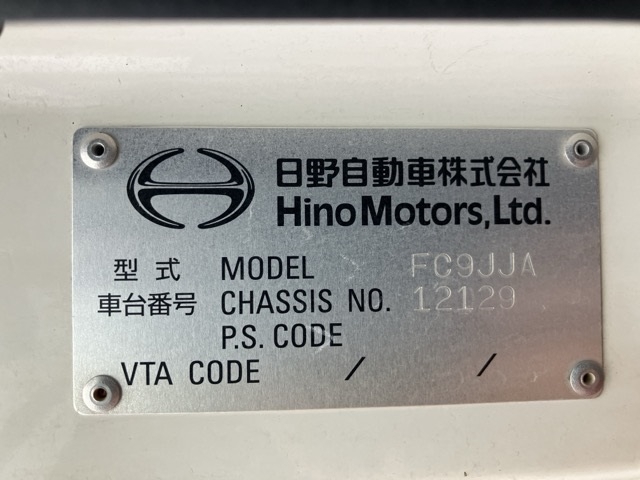 日野自動車株式会社
Hino Motors, Ltd.
型式 MODEL FC9JJA
車台番号 CHASSIS NO. 12129
P.S. CODE
VTA CODE / /